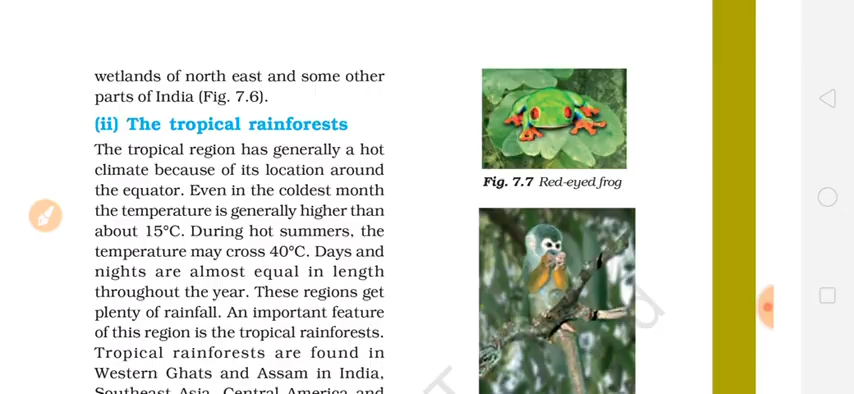 wetlands of north east and some other
parts of India (Fig. 7.6).
(ii) The tropical rainforests
The tropical region has generally a hot
climate because of its location around
the equator. Even in the coldest month
the temperature is generally higher than
about 15°C. During hot summers, the
temperature may cross 40°C. Days and
nights are almost equal in length
throughout the year. These regions get
plenty of rainfall. An important feature
of this region is the tropical rainforests.
Tropical rainforests are found in
Western Ghats and Assam in India,
Southeast Asia, Central America and
Fig. 7.7 Red-eyed frog